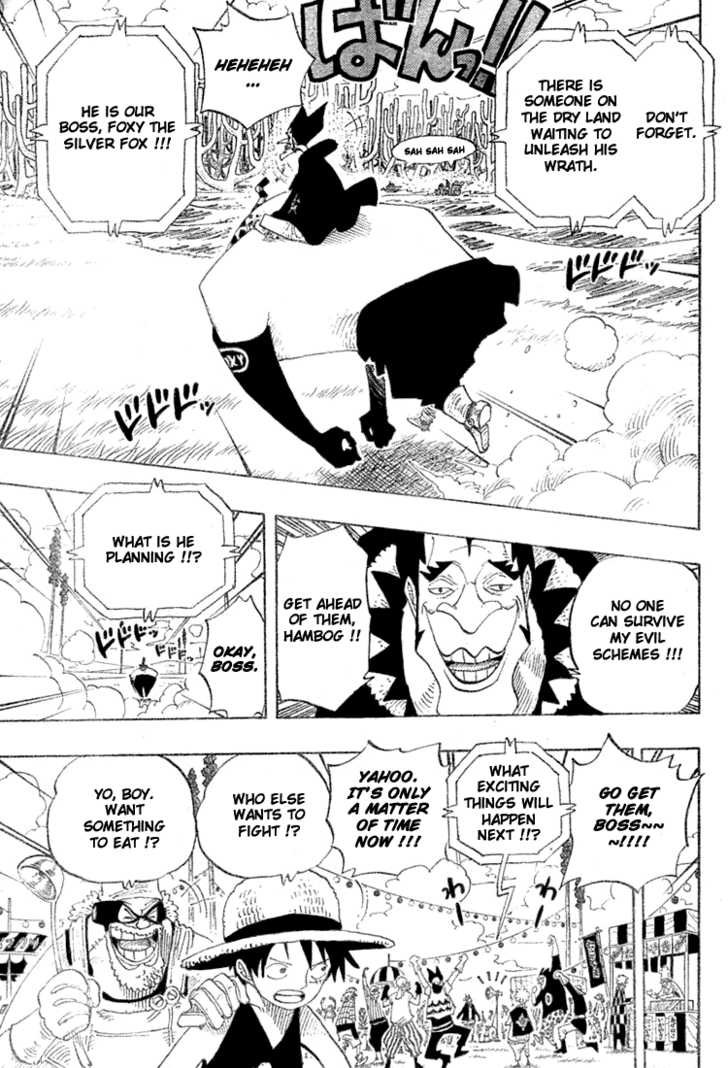 ばんっ!!
DON'T
FORGET.
THERE IS
SOMEONE ON
THE DRY LAND
WAITING TO
UNLEASH HIS
WRATH.
SAH SAH SAH
HEHEHEH
...
HE IS OUR
BOSS, FOXY THE
SILVER FOX !!!
ドドドッ
ドドドッ
NO ONE
CAN SURVIVE
MY EVIL
SCHEMES !!!
GET AHEAD
OF THEM,
HAMBOG !!
WHAT IS HE
PLANNING !!?
ドドドッ
OKAY,
BOSS.
GO GET
THEM,
BOSS~~
~!!!!
WHAT
EXCITING
THINGS WILL
HAPPEN
NEXT !!?
YAHOO.
IT'S ONLY
A MATTER
OF TIME
NOW !!!
わっ
わっ
WHO ELSE
WANTS TO
FIGHT !?
YO, BOY.
WANT
SOMETHING
TO EAT !?